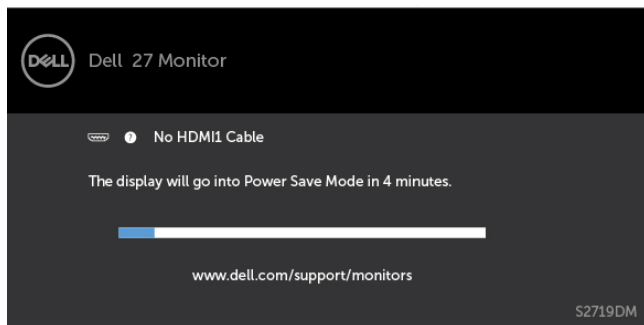 DELL
Dell 27 Monitor
? No HDMI1 Cable
The display will go into Power Save Mode in 4 minutes.
www.dell.com/support/monitors
S2719DM